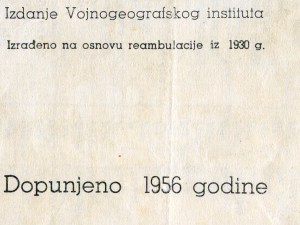 Izdanje Vojnogeografskog instituta
Izrađeno na osnovu reambulacije iz 1930 g.
Dopunjeno 1956 godine